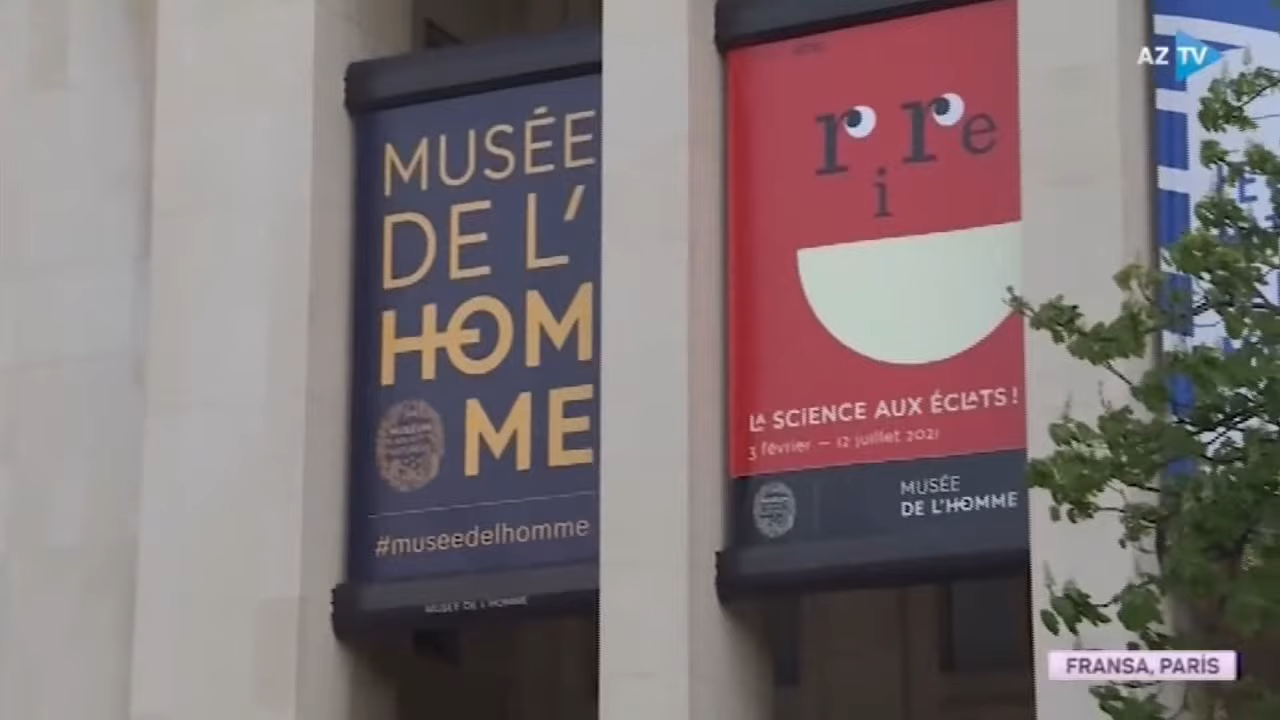 AZ TV
MUSÉE
DE L'
HOM
ME
#museedelhomme
MUSÉE DE L'HOMME
rire
LA SCIENCE AUX ÉCLATS !
3 février – 12 juillet 2021
MUSÉE
DE L'HOMME
FRANSA, PARİS